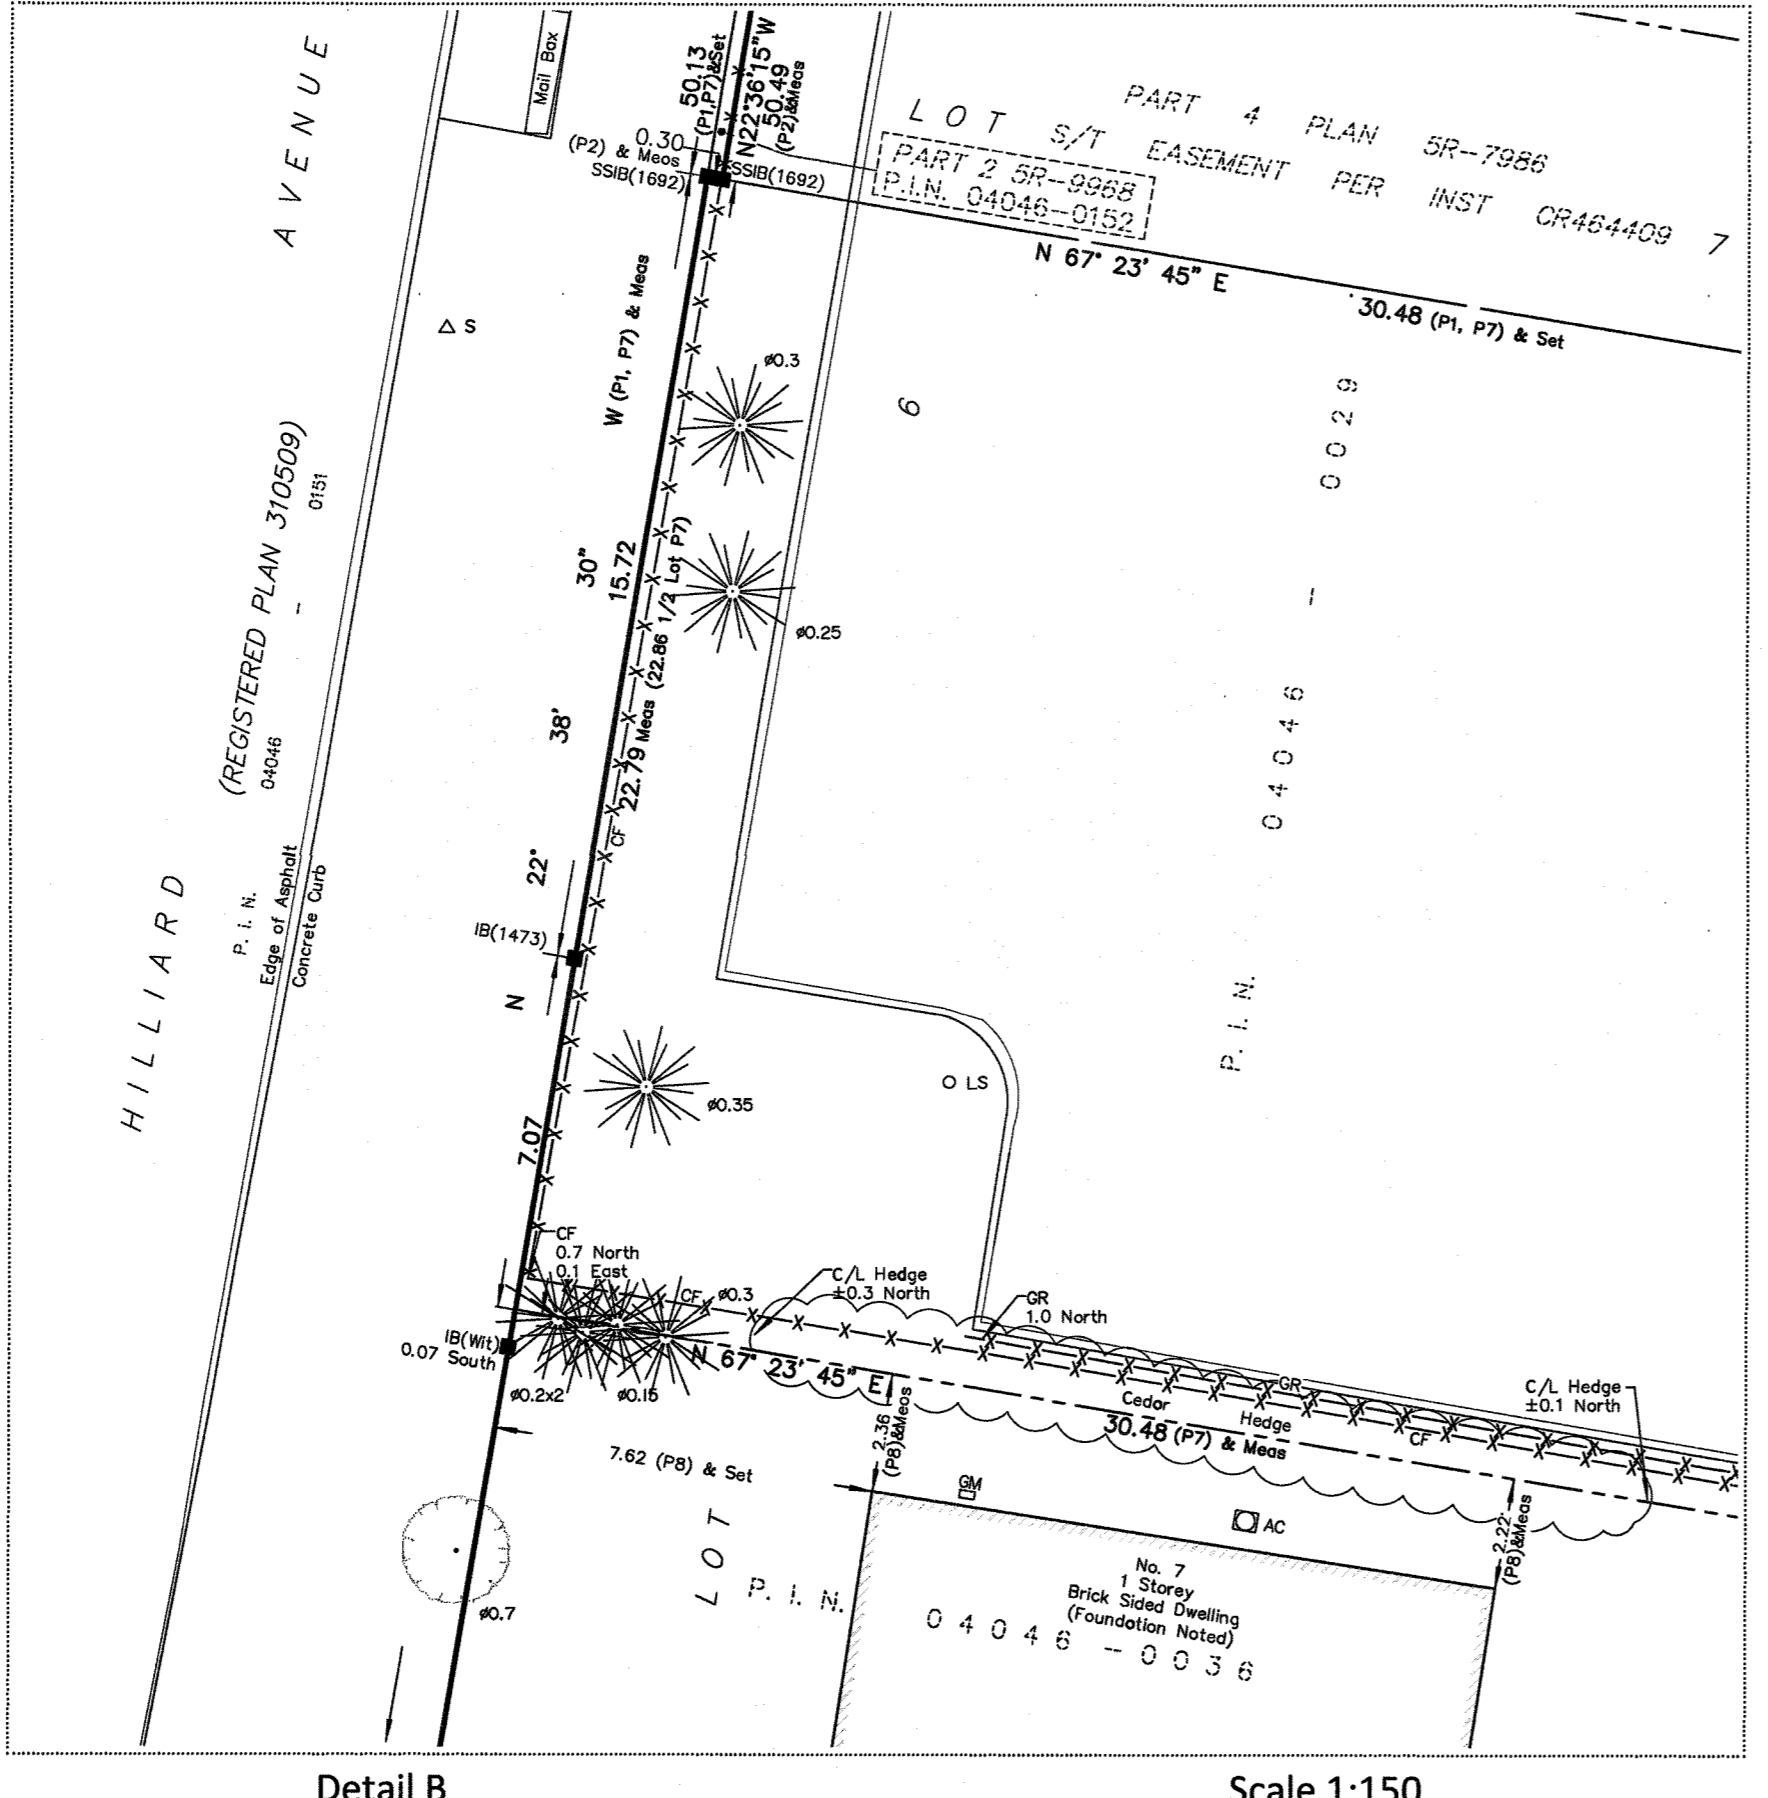 HILLIARD AVENUE
(REGISTERED PLAN 310509)
P. I. N. 04046 - 0151
Edge of Asphalt
Concrete Curb
Mail Box
50.13
(P1,P7)&Set
N22°36'15"W
50.49
(P2)&Meas
0.30
(P2) & Meas
SSIB(1692)
SSIB(1692)
LOT
PART 4 PLAN 5R-7986
S/T EASEMENT PER INST CR464409
7
PART 2 5R-9968
P.I.N. 04046-0152
N 67° 23' 45" E
30.48 (P1, P7) & Set
S
N 22° 38' 30" W (P1, P7) & Meas
15.72
22.79 Meas (22.86 1/2 Lot P7)
CF
ø0.3
6
ø0.25
P. I. N. 04046 - 0029
IB(1473)
7.07
ø0.35
LS
CF
0.7 North
0.1 East
CF
ø0.3
C/L Hedge
±0.3 North
GR
1.0 North
IB(Wit)
0.07 South
ø0.2x2
ø0.15
N 67° 23' 45" E
30.48 (P7) & Meas
Cedar Hedge
GR
CF
C/L Hedge
±0.1 North
2.36
(P8)&Meas
7.62 (P8) & Set
GM
AC
2.22
(P8)&Meas
ø0.7
LOT
P. I. N.
04046-0036
No. 7
1 Storey
Brick Sided Dwelling
(Foundation Noted)
Detail B
Scale 1:150